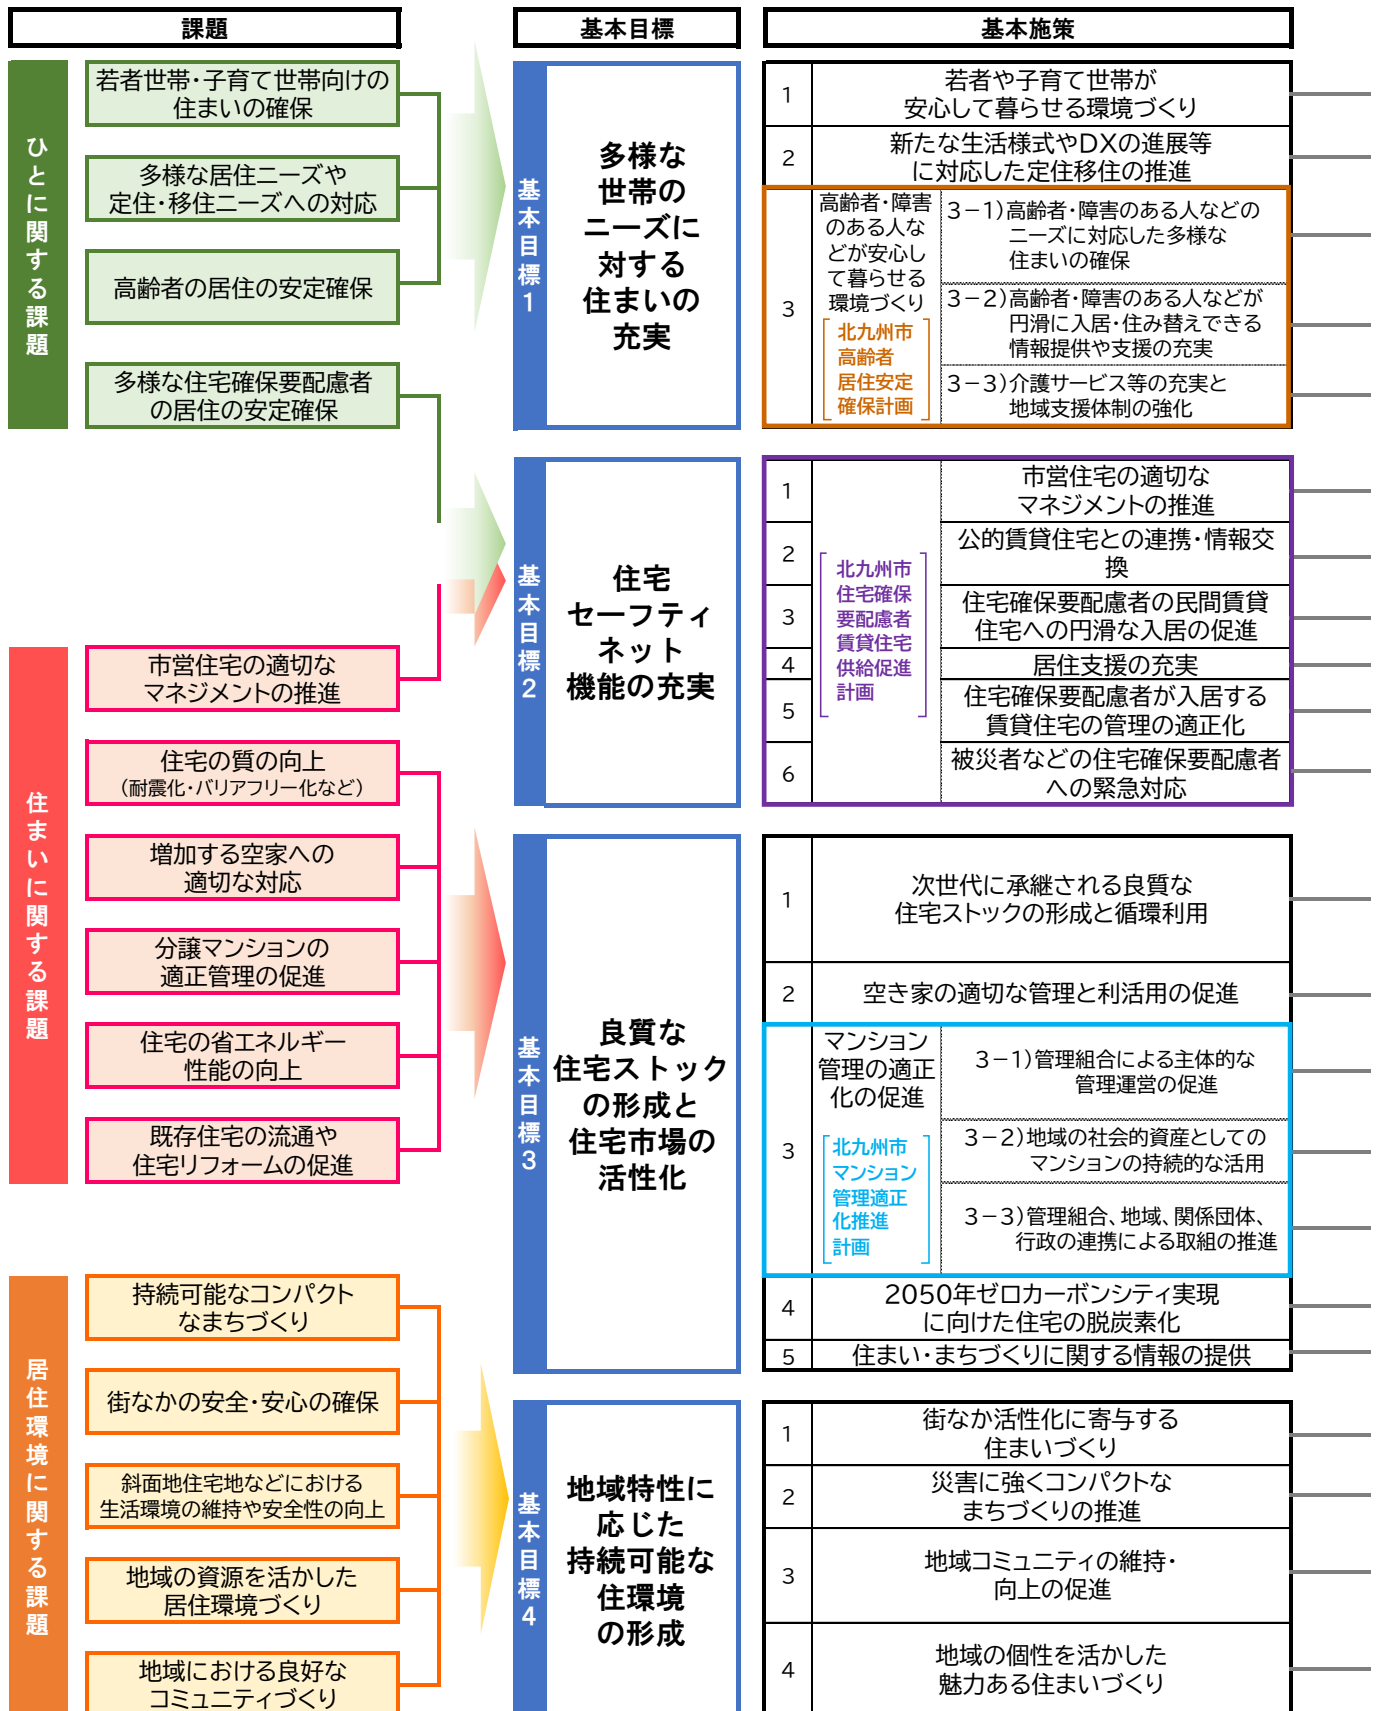 課題
基本目標
基本施策
ひとに関する課題
若者世帯・子育て世帯向けの
住まいの確保
多様な居住ニーズや
定住・移住ニーズへの対応
高齢者の居住の安定確保
多様な住宅確保要配慮者
の居住の安定確保
基本目標1
多様な
世帯の
ニーズに
対する
住まいの
充実
1
若者や子育て世帯が
安心して暮らせる環境づくり
2
新たな生活様式やDXの進展等
に対応した定住移住の推進
3
高齢者・障害
のある人な
どが安心し
て暮らせる
環境づくり
北九州市
高齢者
居住安定
確保計画
3－1）高齢者・障害のある人などの
ニーズに対応した多様な
住まいの確保
3－2）高齢者・障害のある人などが
円滑に入居・住み替えできる
情報提供や支援の充実
3－3）介護サービス等の充実と
地域支援体制の強化
住まいに関する課題
市営住宅の適切な
マネジメントの推進
住宅の質の向上
（耐震化・バリアフリー化など）
増加する空家への
適切な対応
分譲マンションの
適正管理の促進
住宅の省エネルギー
性能の向上
既存住宅の流通や
住宅リフォームの促進
基本目標2
住宅
セーフティ
ネット
機能の充実
北九州市
住宅確保
要配慮者
賃貸住宅
供給促進
計画
1
市営住宅の適切な
マネジメントの推進
2
公的賃貸住宅との連携・情報交
換
3
住宅確保要配慮者の民間賃貸
住宅への円滑な入居の促進
4
居住支援の充実
5
住宅確保要配慮者が入居する
賃貸住宅の管理の適正化
6
被災者などの住宅確保要配慮者
への緊急対応
基本目標3
良質な
住宅ストック
の形成と
住宅市場の
活性化
1
次世代に承継される良質な
住宅ストックの形成と循環利用
2
空き家の適切な管理と利活用の促進
3
マンション
管理の適正
化の促進
北九州市
マンション
管理適正
化推進
計画
3－1）管理組合による主体的な
管理運営の促進
3－2）地域の社会的資産としての
マンションの持続的な活用
3－3）管理組合、地域、関係団体、
行政の連携による取組の推進
4
2050年ゼロカーボンシティ実現
に向けた住宅の脱炭素化
5
住まい・まちづくりに関する情報の提供
居住環境に関する課題
持続可能なコンパクト
なまちづくり
街なかの安全・安心の確保
斜面地住宅地などにおける
生活環境の維持や安全性の向上
地域の資源を活かした
居住環境づくり
地域における良好な
コミュニティづくり
基本目標4
地域特性に
応じた
持続可能な
住環境
の形成
1
街なか活性化に寄与する
住まいづくり
2
災害に強くコンパクトな
まちづくりの推進
3
地域コミュニティの維持・
向上の促進
4
地域の個性を活かした
魅力ある住まいづくり